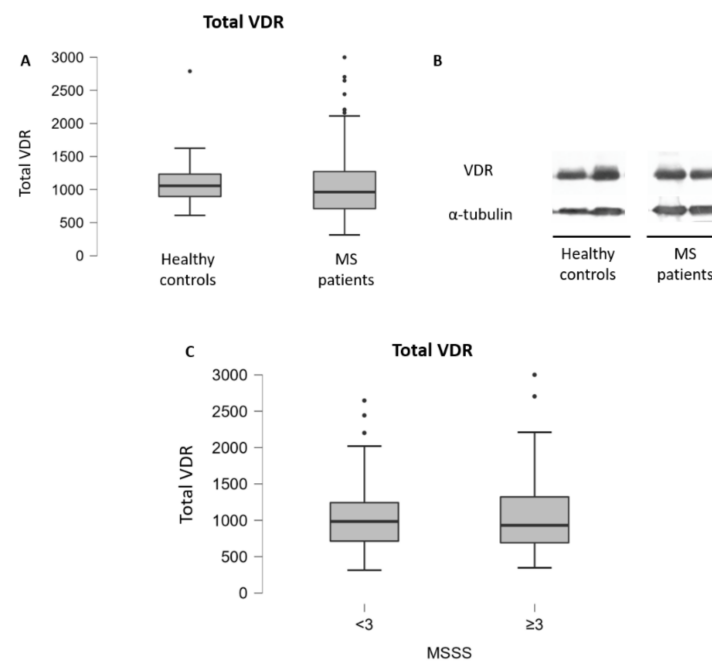 Total VDR
A
3000
2500
2000
1500
1000
500
0
Total VDR
Healthy
controls
MS
patients
B
VDR
α-tubulin
Healthy
controls
MS
patients
C
Total VDR
3000
2500
2000
1500
1000
500
0
Total VDR
<3
≥3
MSSS